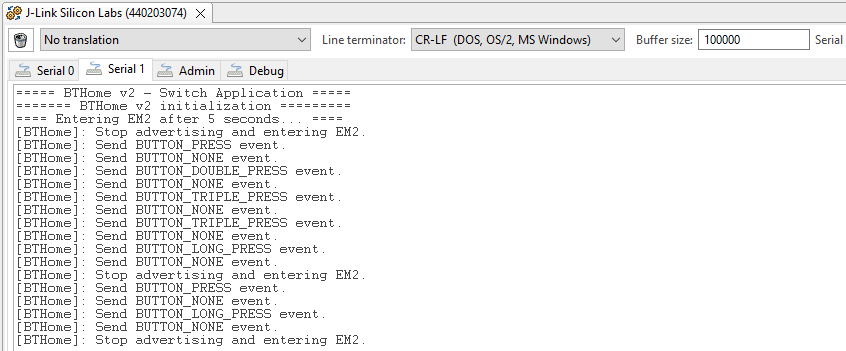 J-Link Silicon Labs (440203074)
No translation Line terminator: CR-LF (DOS, OS/2, MS Windows) Buffer size: 100000 Serial
Serial 0 Serial 1 Admin Debug
===== BTHome v2 - Switch Application =====
======= BTHome v2 initialization =========
==== Entering EM2 after 5 seconds... ====
[BTHome]: Stop advertising and entering EM2.
[BTHome]: Send BUTTON_PRESS event.
[BTHome]: Send BUTTON_NONE event.
[BTHome]: Send BUTTON_DOUBLE_PRESS event.
[BTHome]: Send BUTTON_NONE event.
[BTHome]: Send BUTTON_TRIPLE_PRESS event.
[BTHome]: Send BUTTON_NONE event.
[BTHome]: Send BUTTON_TRIPLE_PRESS event.
[BTHome]: Send BUTTON_NONE event.
[BTHome]: Send BUTTON_LONG_PRESS event.
[BTHome]: Send BUTTON_NONE event.
[BTHome]: Stop advertising and entering EM2.
[BTHome]: Send BUTTON_PRESS event.
[BTHome]: Send BUTTON_NONE event.
[BTHome]: Send BUTTON_LONG_PRESS event.
[BTHome]: Send BUTTON_NONE event.
[BTHome]: Stop advertising and entering EM2.